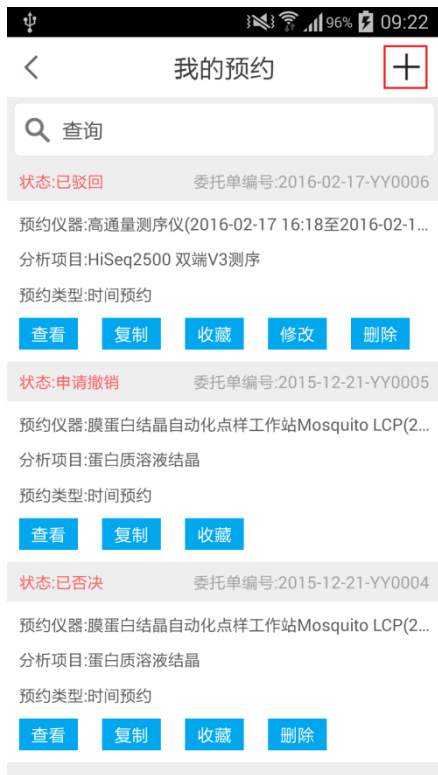 96% 09:22
我的预约
查询
状态:已驳回 委托单编号:2016-02-17-YY0006
预约仪器:高通量测序仪(2016-02-17 16:18至2016-02-1...
分析项目:HiSeq2500 双端V3测序
预约类型:时间预约
查看 复制 收藏 修改 删除
状态:申请撤销 委托单编号:2015-12-21-YY0005
预约仪器:膜蛋白结晶自动化点样工作站Mosquito LCP(2...
分析项目:蛋白质溶液结晶
预约类型:时间预约
查看 复制 收藏
状态:已否决 委托单编号:2015-12-21-YY0004
预约仪器:膜蛋白结晶自动化点样工作站Mosquito LCP(2...
分析项目:蛋白质溶液结晶
预约类型:时间预约
查看 复制 收藏 删除